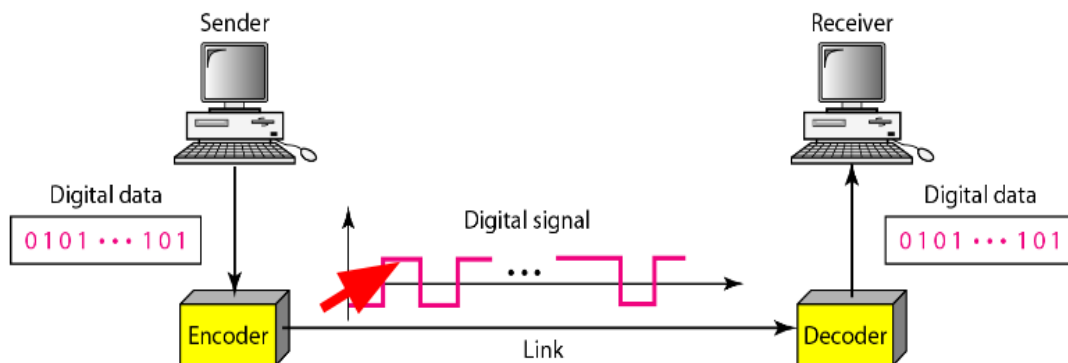 Sender
Receiver
Digital data
0101 ••• 101
Digital signal
•••
Digital data
0101 ••• 101
Encoder
Link
Decoder